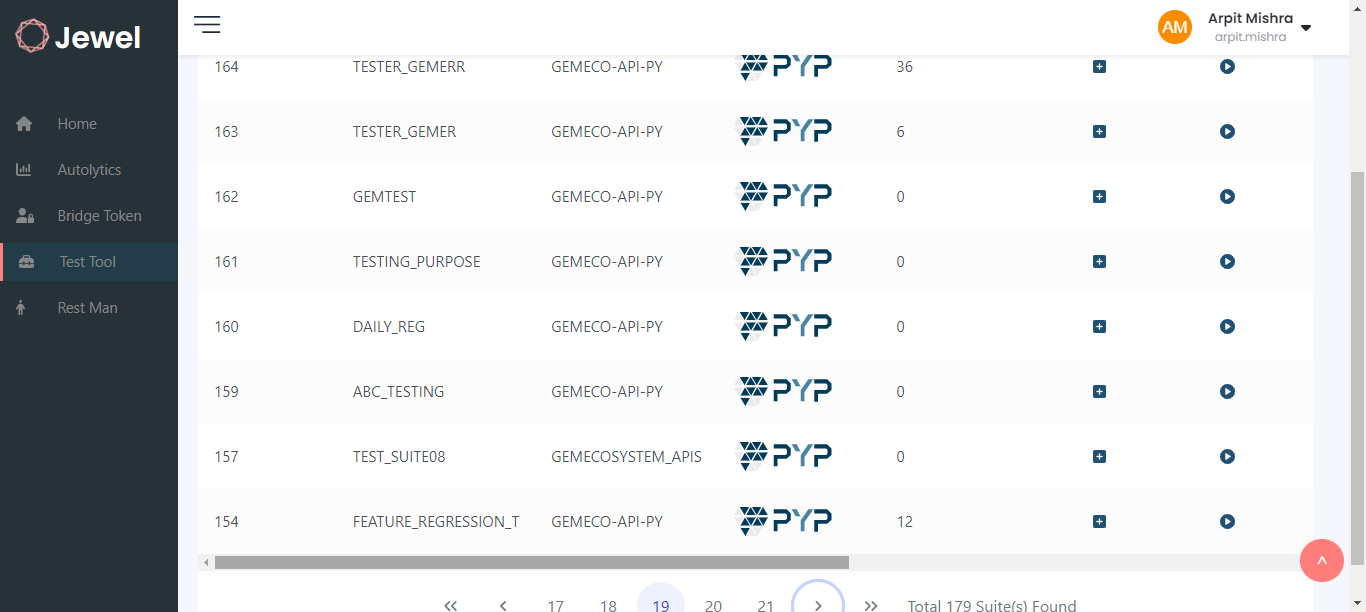 Jewel
AM Arpit Mishra
arpit.mishra
Home
Autolytics
Bridge Token
Test Tool
Rest Man
164 TESTER_GEMERR GEMECO-API-PY PYP 36
163 TESTER_GEMER GEMECO-API-PY PYP 6
162 GEMTEST GEMECO-API-PY PYP 0
161 TESTING_PURPOSE GEMECO-API-PY PYP 0
160 DAILY_REG GEMECO-API-PY PYP 0
159 ABC_TESTING GEMECO-API-PY PYP 0
157 TEST_SUITE08 GEMECOSYSTEM_APIS PYP 0
154 FEATURE_REGRESSION_T GEMECO-API-PY PYP 12
« ‹ 17 18 19 20 21 › » Total 179 Suite(s) Found